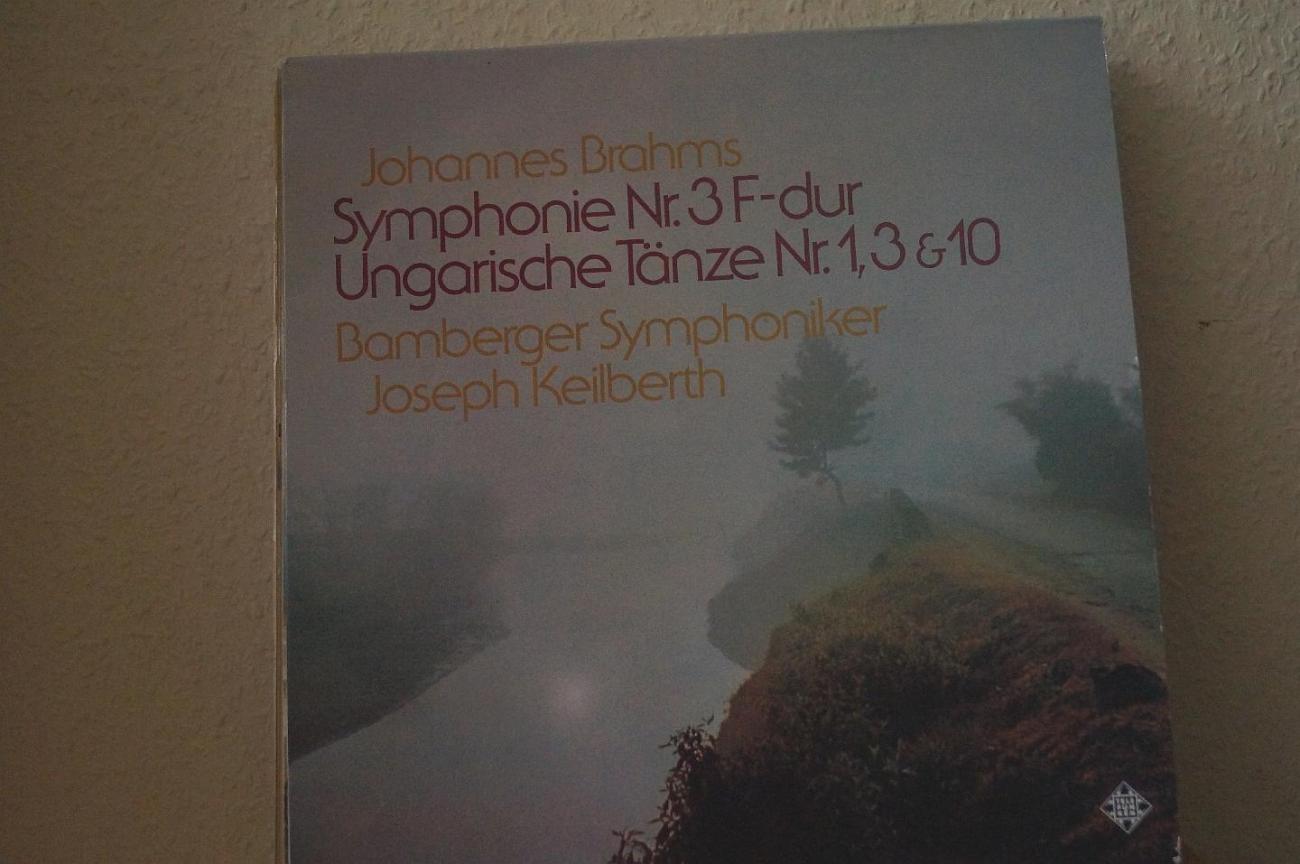 Johannes Brahms
Symphonie Nr. 3 F-dur
Ungarische Tänze Nr. 1, 3 & 10
Bamberger Symphoniker
Joseph Keilberth